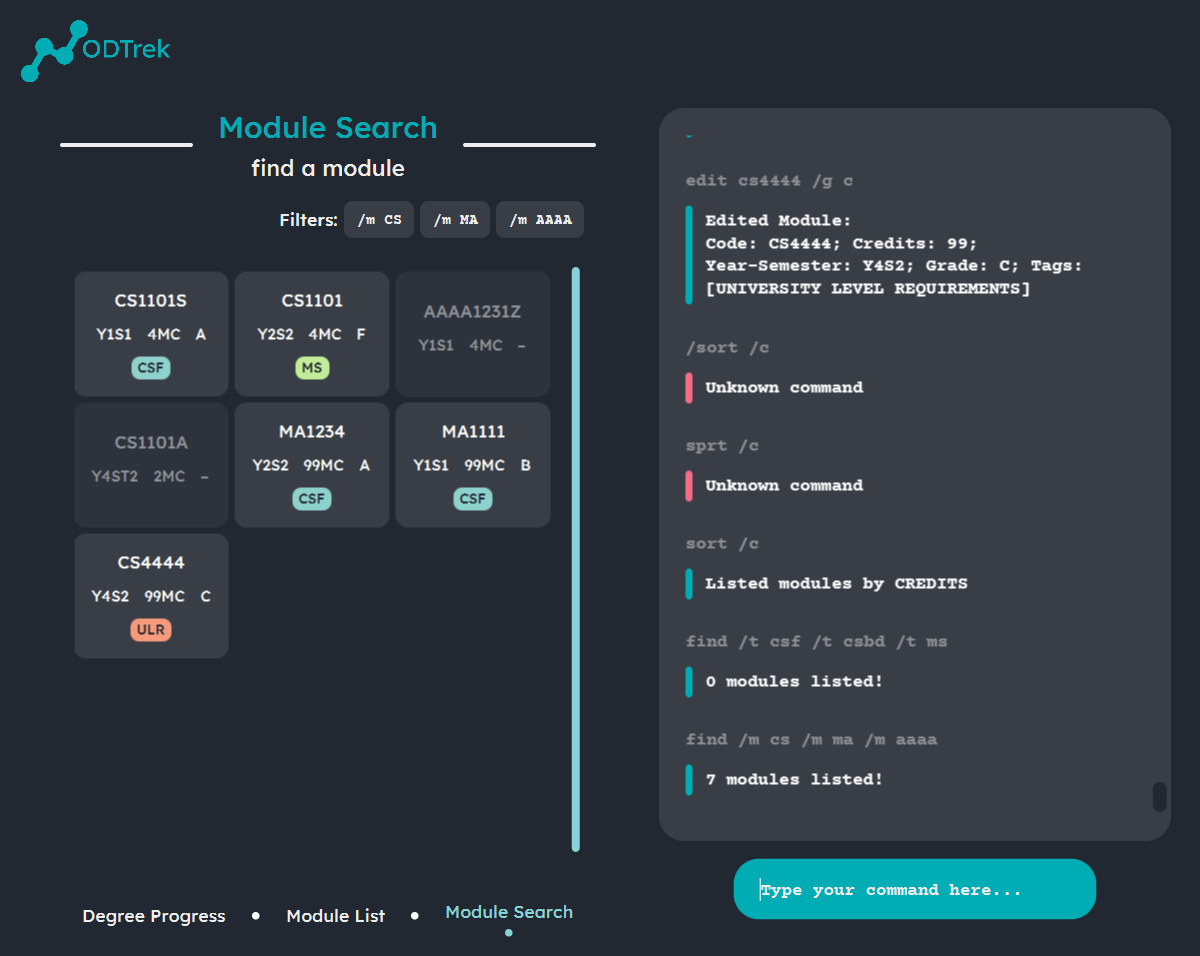 ODTrek
Module Search
find a module
Filters: /m CS /m MA /m AAAA
CS1101S
Y1S1 4MC A
CSF
CS1101
Y2S2 4MC F
MS
AAAA1231Z
Y1S1 4MC –
CS1101A
Y4ST2 2MC –
MA1234
Y2S2 99MC A
CSF
MA1111
Y1S1 99MC B
CSF
CS4444
Y4S2 99MC C
ULR
Degree Progress • Module List • Module Search
edit cs4444 /g c
Edited Module:
Code: CS4444; Credits: 99;
Year-Semester: Y4S2; Grade: C; Tags:
[UNIVERSITY LEVEL REQUIREMENTS]
/sort /c
Unknown command
sprt /c
Unknown command
sort /c
Listed modules by CREDITS
find /t csf /t csbd /t ms
0 modules listed!
find /m cs /m ma /m aaaa
7 modules listed!
Type your command here...